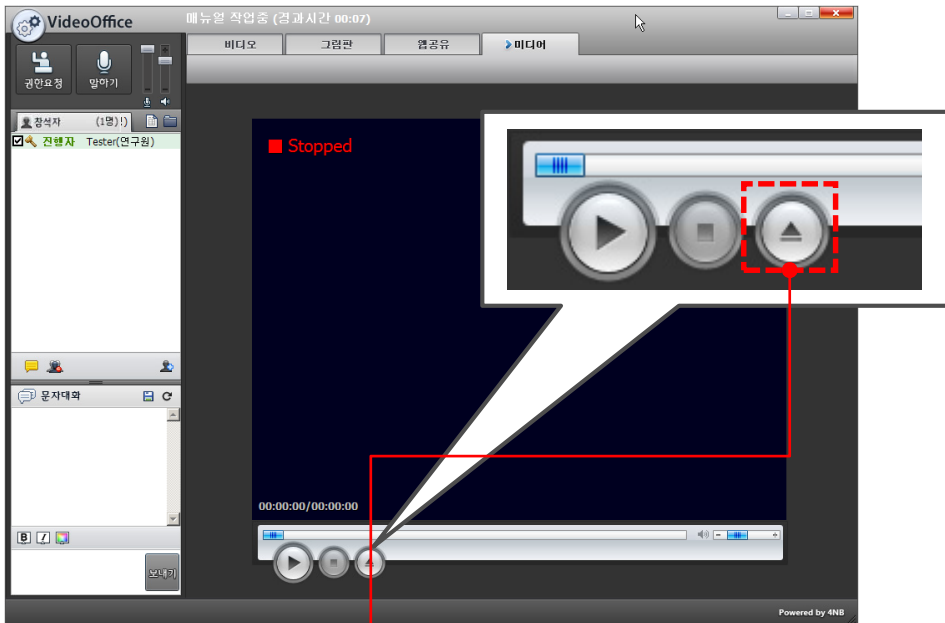 VideoOffice
매뉴얼 작업중 (경과시간 00:07)
비디오
그림판
웹공유
미디어
권한요청
말하기
참석자 (1명)!)
진행자 Tester(연구원)
Stopped
문자대화
00:00:00/00:00:00
B I
보내기
Powered by 4NB